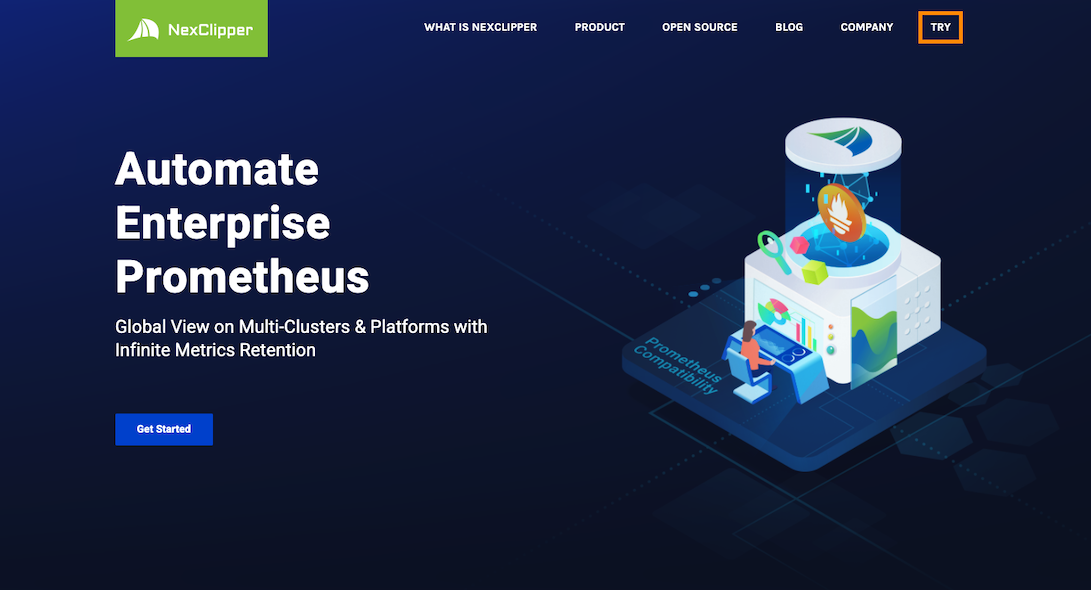 NexClipper
WHAT IS NEXCLIPPER
PRODUCT
OPEN SOURCE
BLOG
COMPANY
TRY
Automate
Enterprise
Prometheus
Global View on Multi-Clusters & Platforms with
Infinite Metrics Retention
Get Started
Prometheus
Compatibility